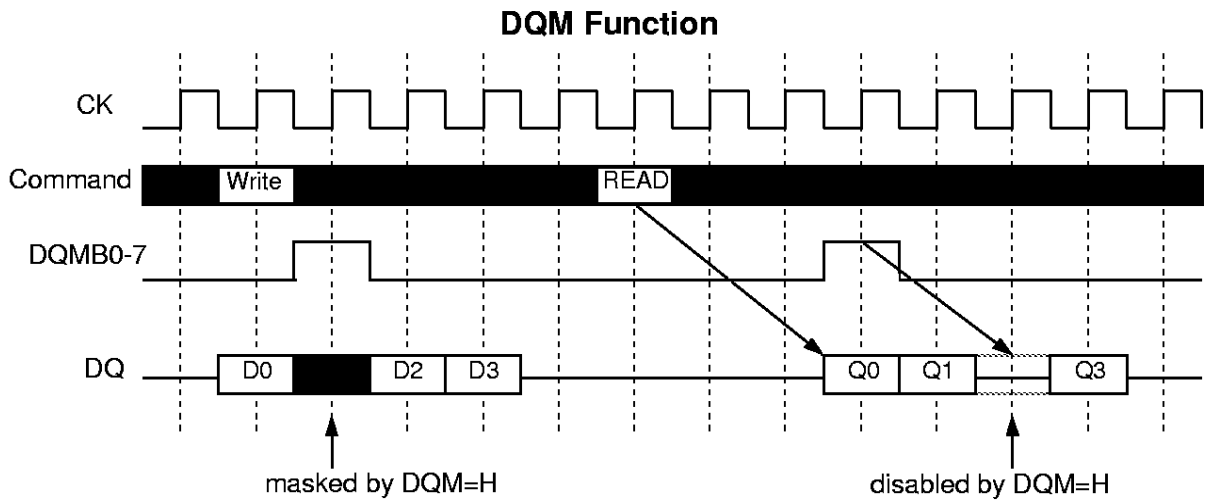 DQM Function
CK
Command
Write
READ
DQMB0-7
DQ
D0
D2
D3
Q0
Q1
Q3
masked by DQM=H
disabled by DQM=H